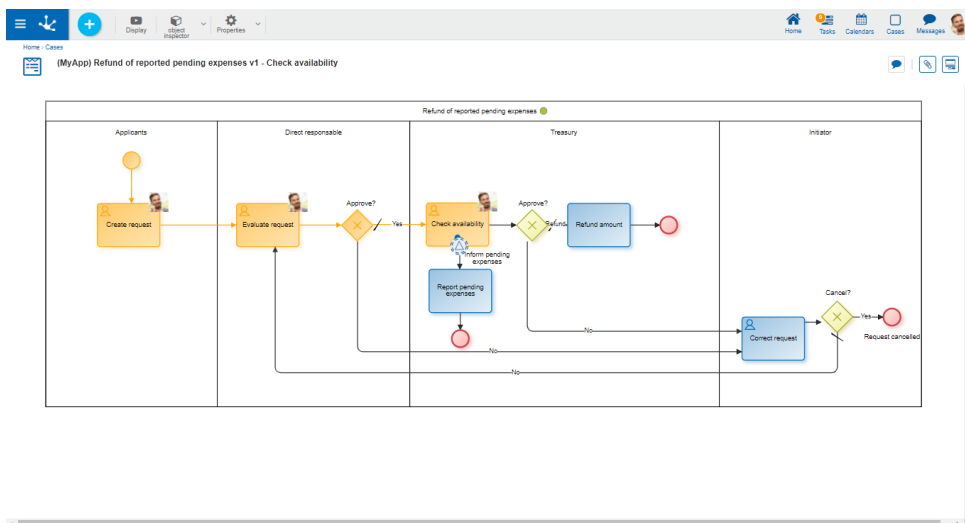 Display
object
inspector
Properties
Home
6
Tasks
Calendars
Cases
Messages
Home › Cases
(MyApp) Refund of reported pending expenses v1 - Check availability
Refund of reported pending expenses
Applicants
Direct responsable
Treasury
Initiator
Create request
Evaluate request
Approve?
Yes
Check availability
Approve?
Refund
Refund amount
Inform pending
expenses
Report pending
expenses
Cancel?
Yes
Request cancelled
Correct request
No
No
No